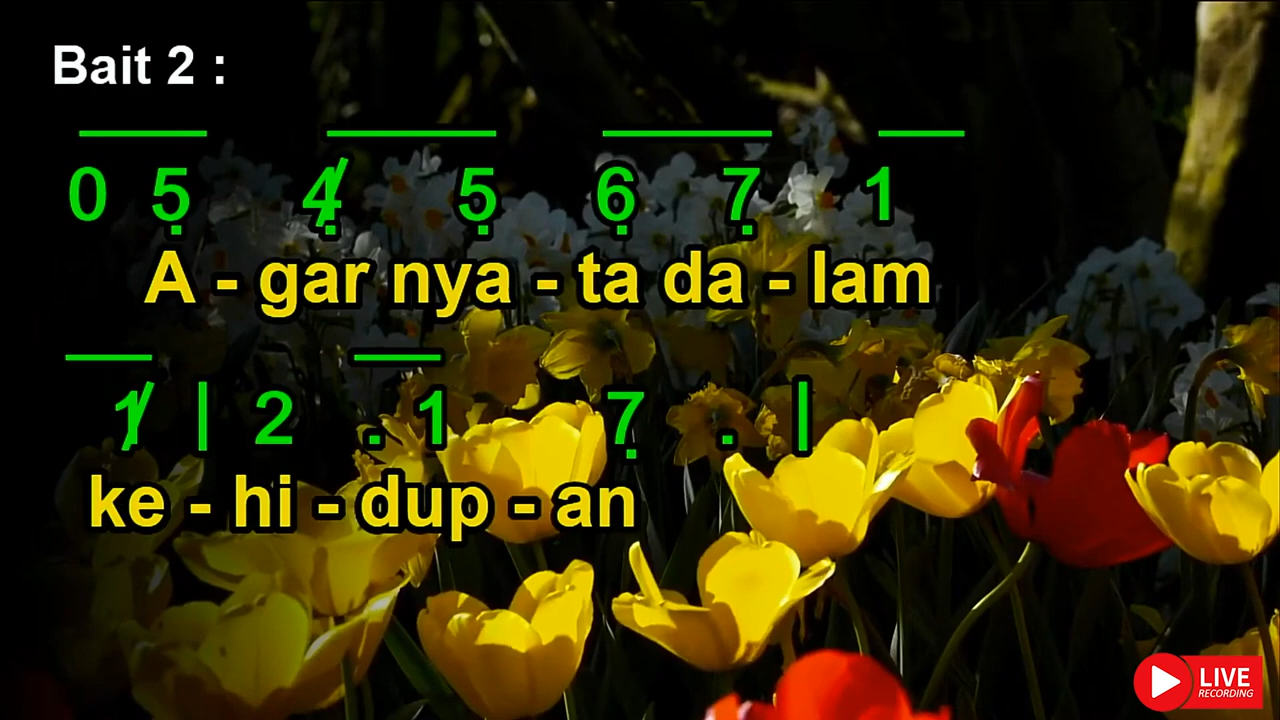 Bait 2 :
0 5̣ 4̸̣ 5̣ 6̣ 7̣ 1
A - gar nya - ta da - lam
1̸ | 2 . 1 7̣ . |
ke - hi - dup - an
LIVE
RECORDING